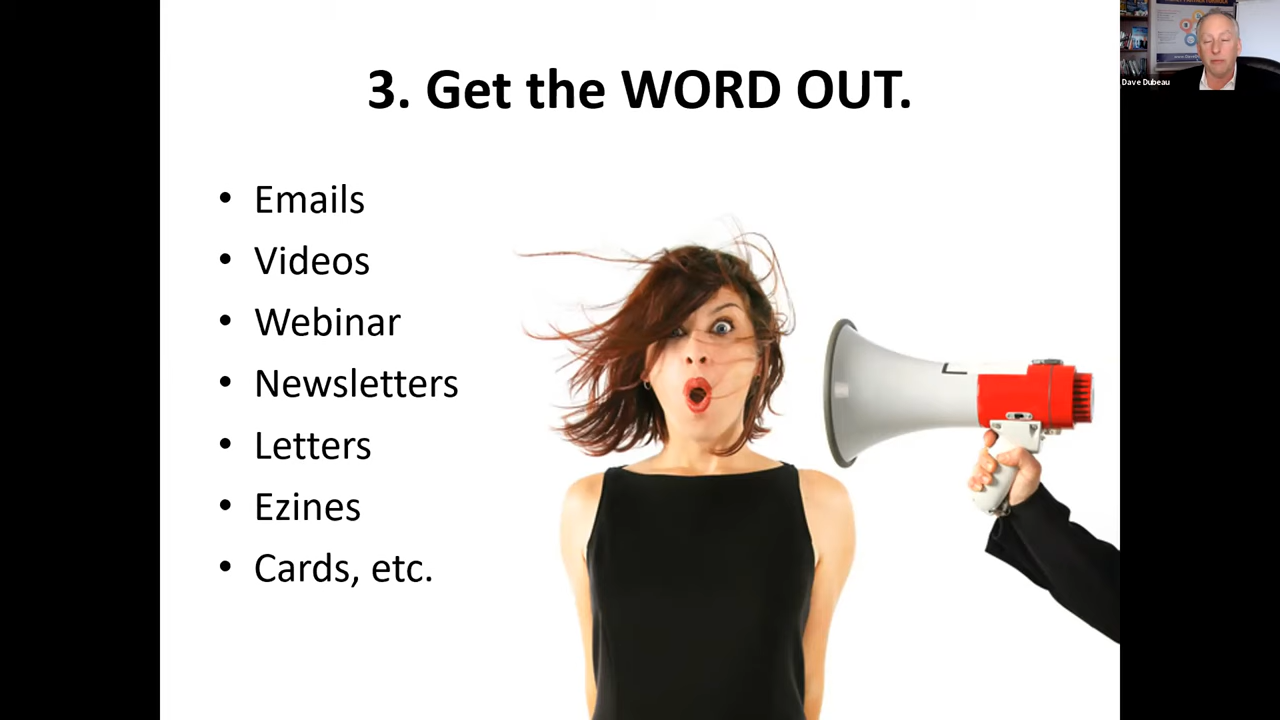 3. Get the WORD OUT.
• Emails
• Videos
• Webinar
• Newsletters
• Letters
• Ezines
• Cards, etc.
Dave Dubeau